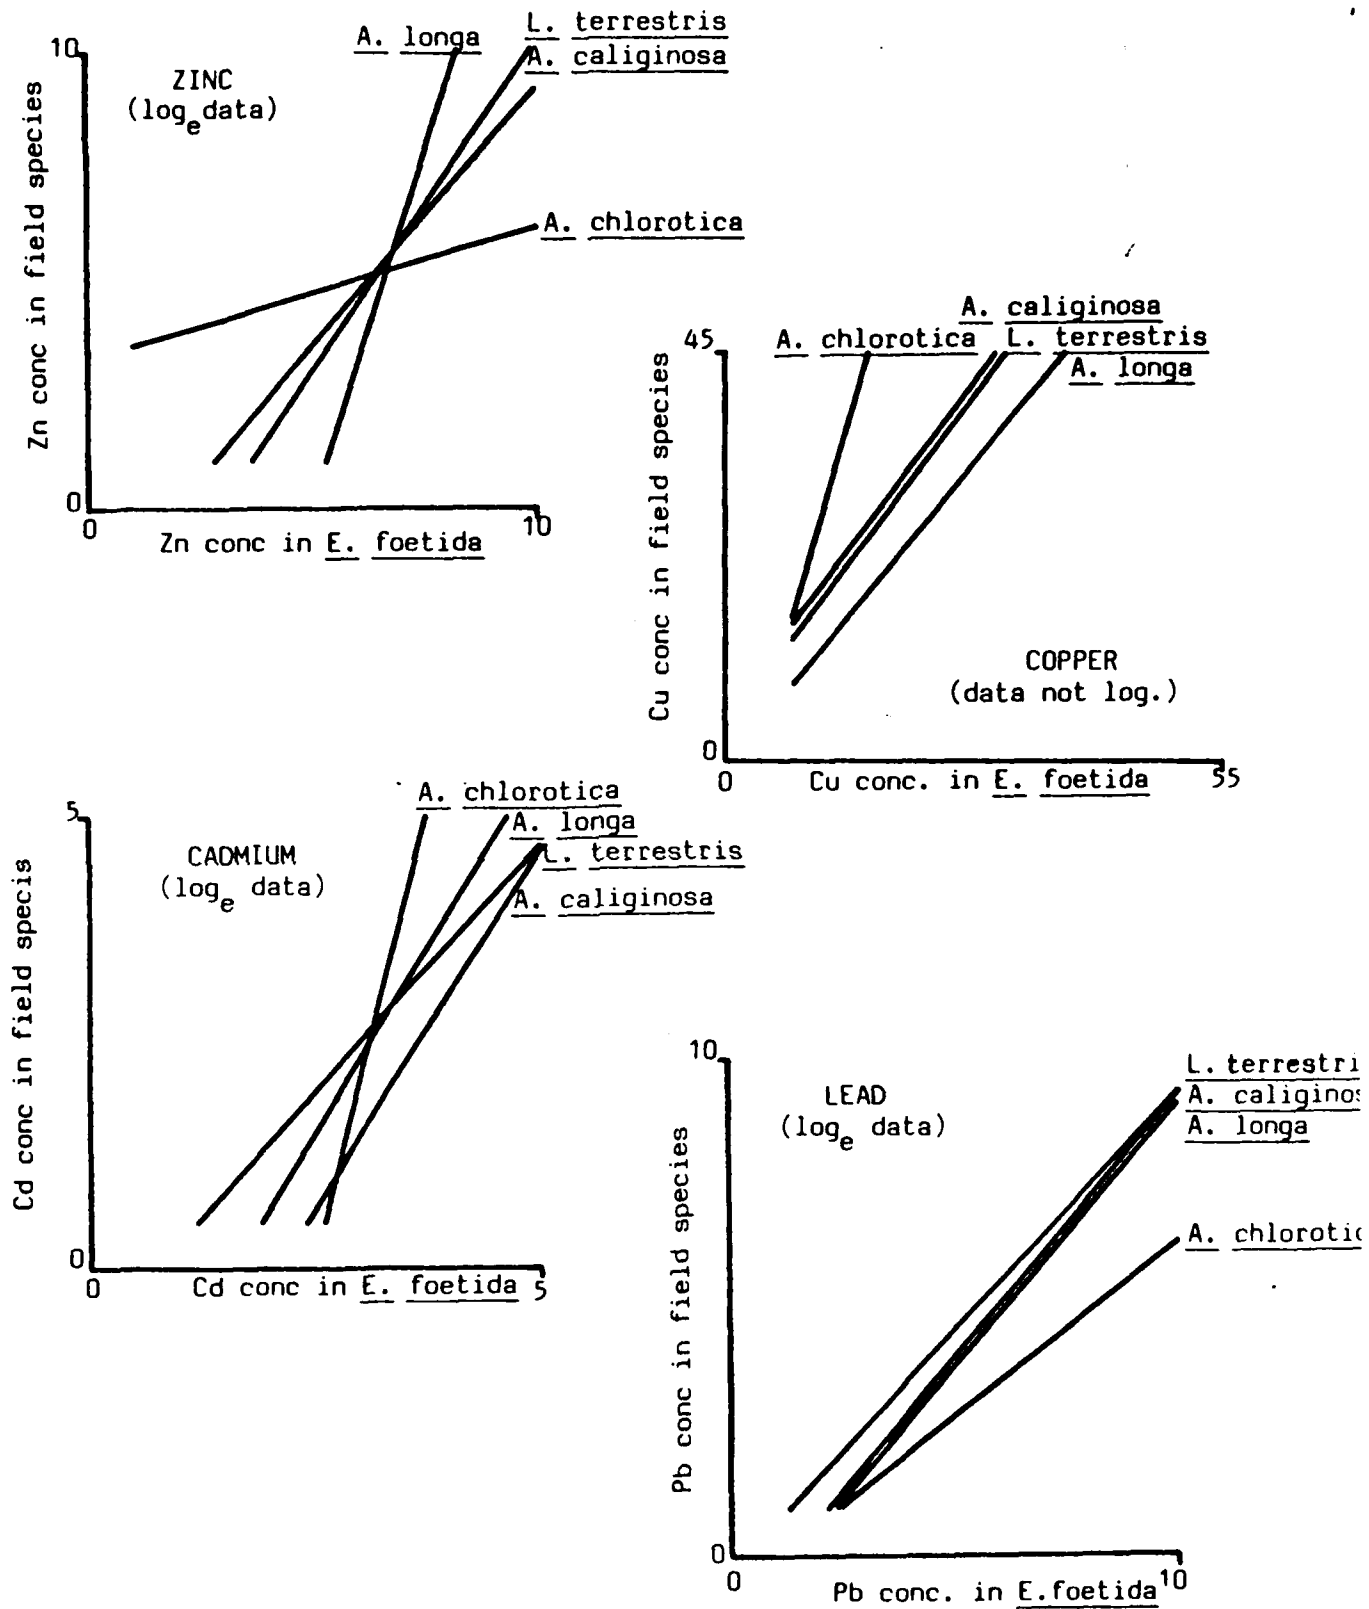 A. longa
L. terrestris
A. caliginosa
10
ZINC
(loge data)
Zn conc in field species
A. chlorotica
0
0
10
Zn conc in E. foetida
A. caliginosa
45
A. chlorotica
L. terrestris
A. longa
Cu conc in field species
COPPER
(data not log.)
0
0
Cu conc. in E. foetida
A. chlorotica
5
A. longa
CADMIUM
L. terrestris
(loge data)
A. caliginosa
Cd conc in field specis
0
0
Cd conc in E. foetida
5
10
L. terrestri
LEAD
A. caliginos
(loge data)
A. longa
Pb conc in field species
A. chlorotic
0
0
10
Pb conc. in E.foetida